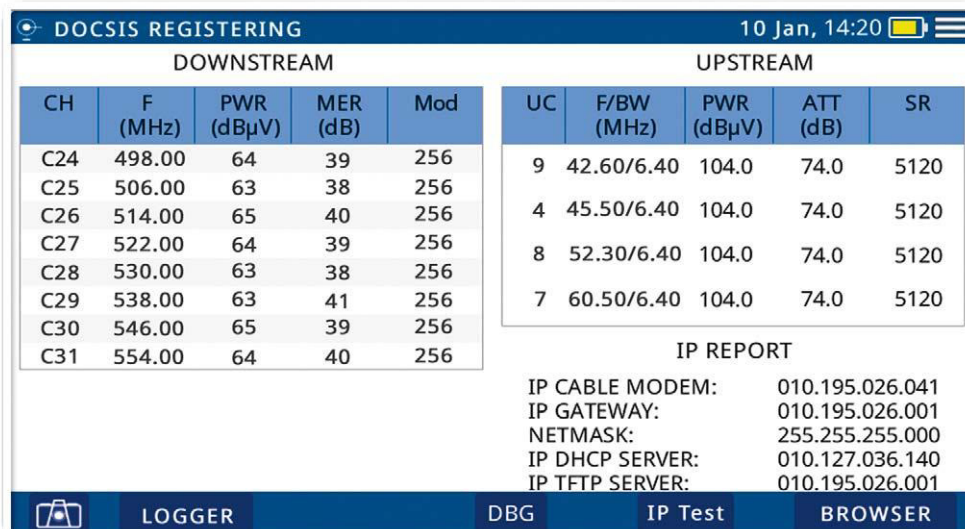 DOCSIS REGISTERING 10 Jan, 14:20
DOWNSTREAM
CH F (MHz) PWR (dBµV) MER (dB) Mod
C24 498.00 64 39 256
C25 506.00 63 38 256
C26 514.00 65 40 256
C27 522.00 64 39 256
C28 530.00 63 38 256
C29 538.00 63 41 256
C30 546.00 65 39 256
C31 554.00 64 40 256
UPSTREAM
UC F/BW (MHz) PWR (dBµV) ATT (dB) SR
9 42.60/6.40 104.0 74.0 5120
4 45.50/6.40 104.0 74.0 5120
8 52.30/6.40 104.0 74.0 5120
7 60.50/6.40 104.0 74.0 5120
IP REPORT
IP CABLE MODEM: 010.195.026.041
IP GATEWAY: 010.195.026.001
NETMASK: 255.255.255.000
IP DHCP SERVER: 010.127.036.140
IP TFTP SERVER: 010.195.026.001
LOGGER DBG IP Test BROWSER